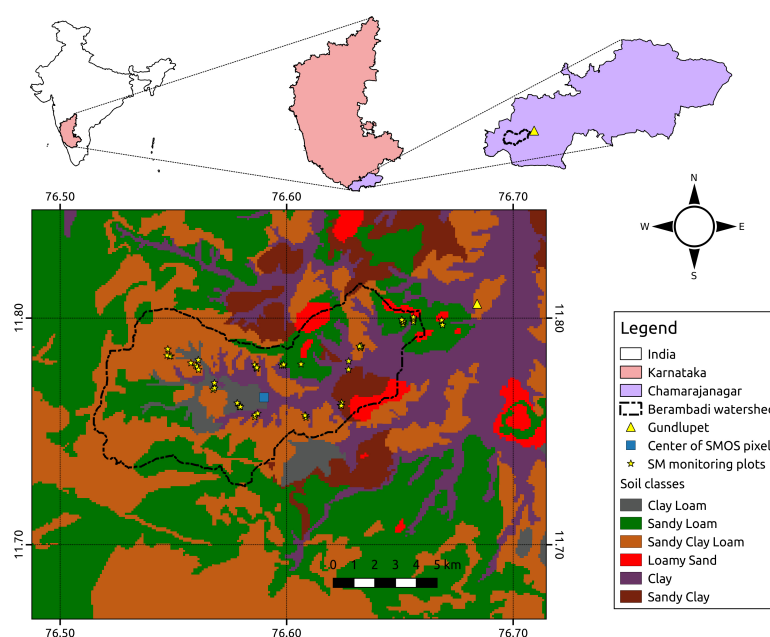 N
W E
S
76.50 76.60 76.70
11.80 11.80
11.70 11.70
0 1 2 3 4 5 km
76.50 76.60 76.70
Legend
India
Karnataka
Chamarajanagar
Berambadi watershed
Gundlupet
Center of SMOS pixel
SM monitoring plots
Soil classes
Clay Loam
Sandy Loam
Sandy Clay Loam
Loamy Sand
Clay
Sandy Clay